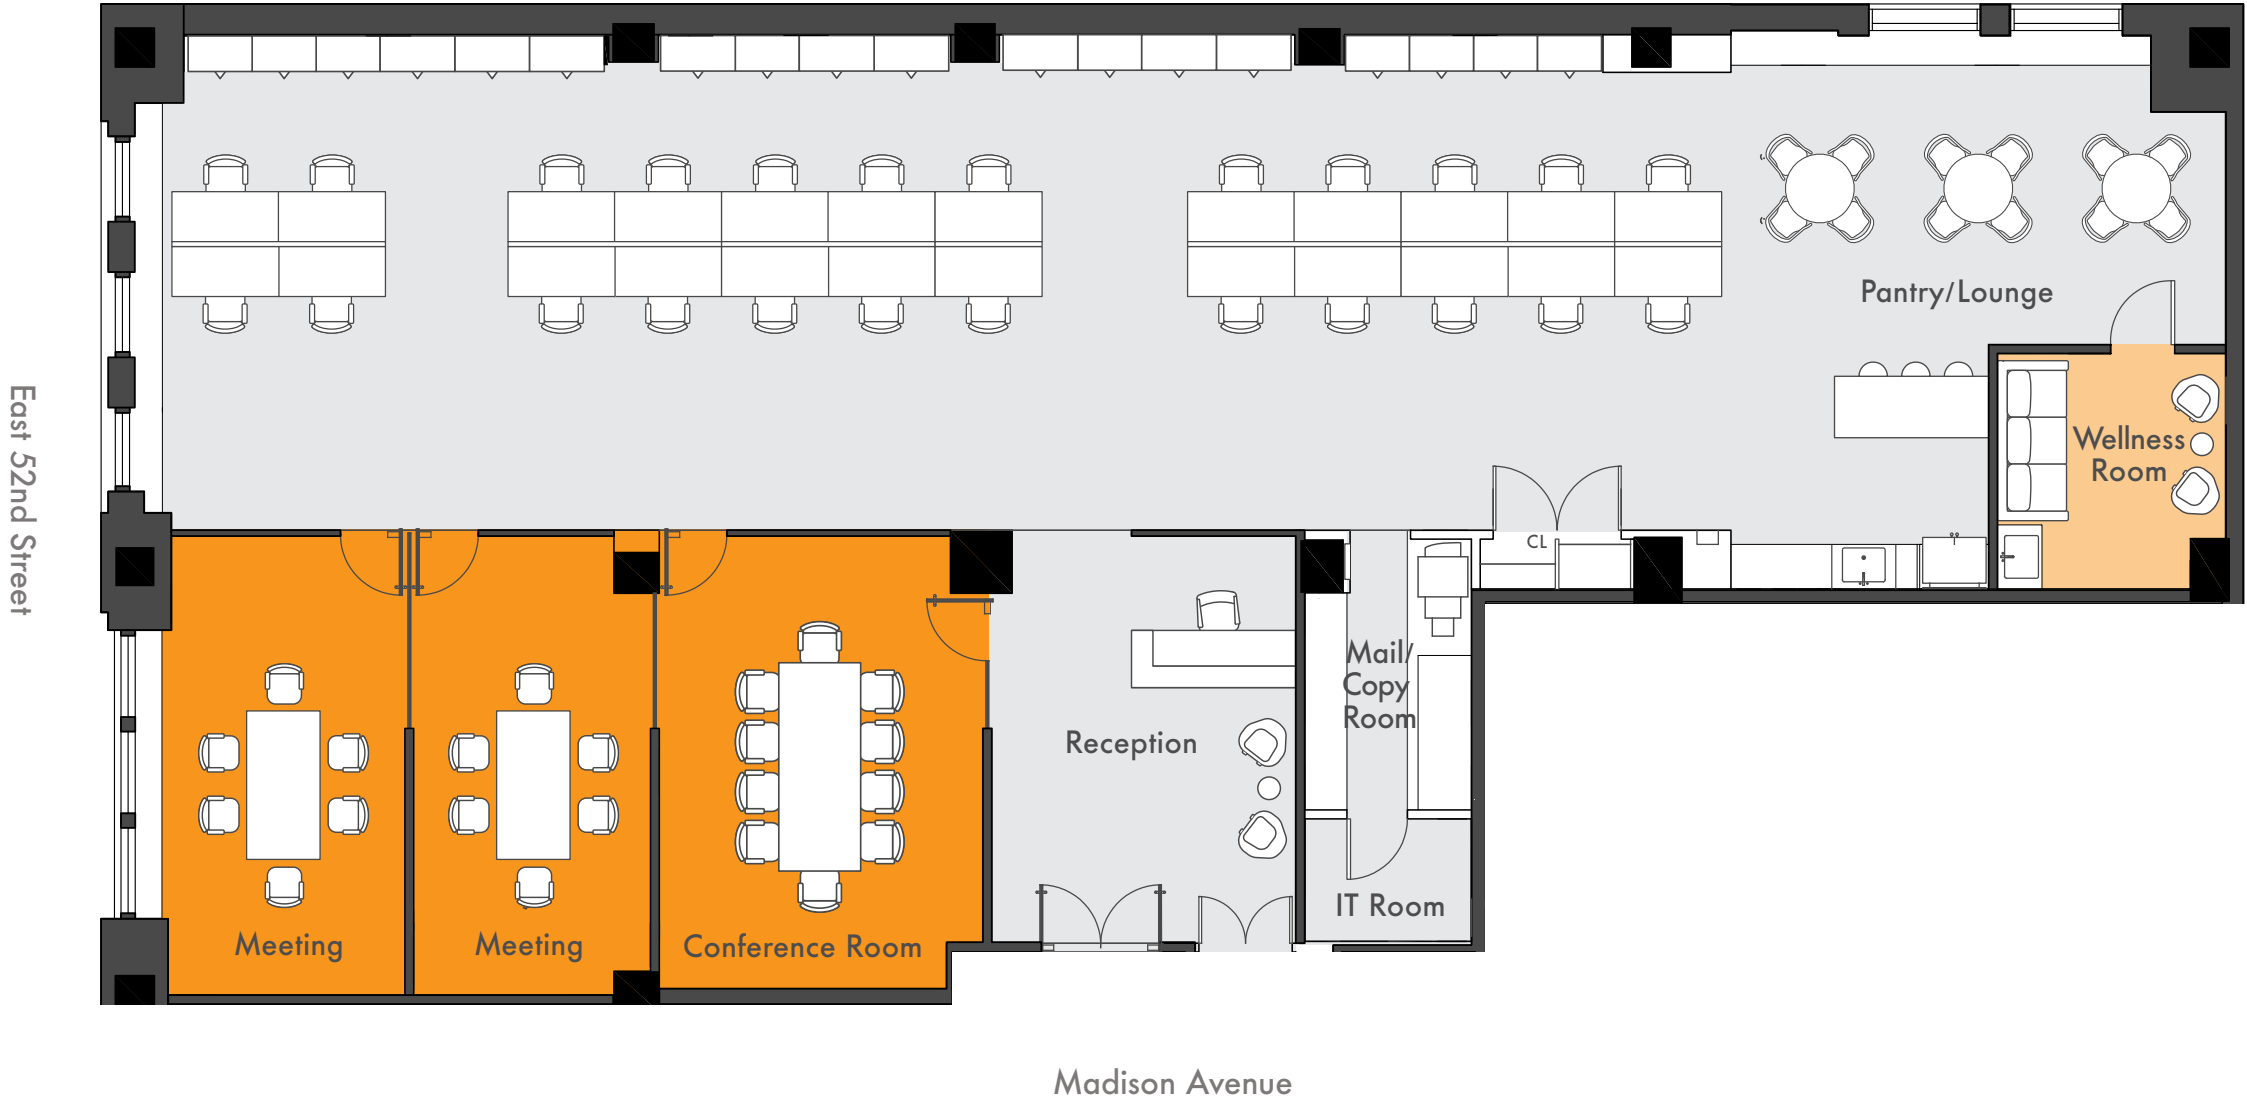 Pantry/Lounge
East 52nd Street
Wellness
Room
CL
Mail/
Copy
Room
Reception
IT Room
Meeting
Meeting
Conference Room
Madison Avenue